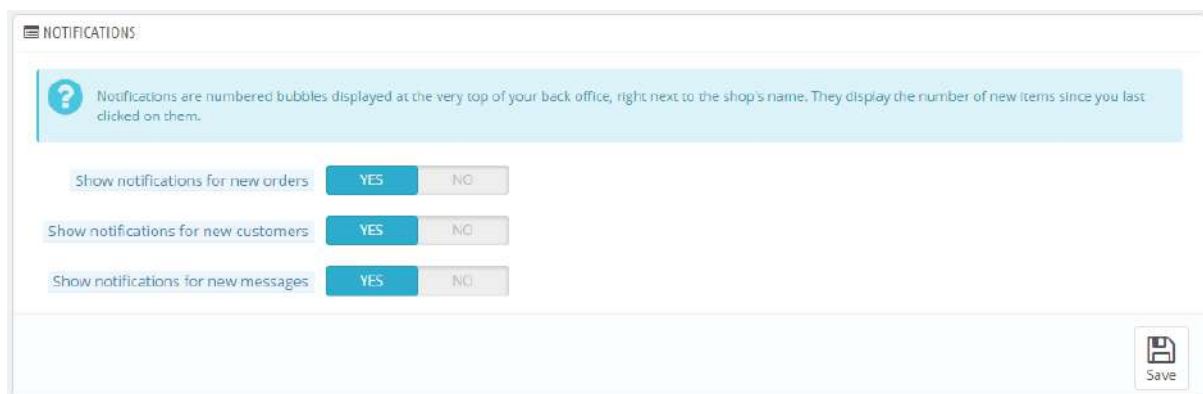 NOTIFICATIONS
Notifications are numbered bubbles displayed at the very top of your back office, right next to the shop's name. They display the number of new items since you last
clicked on them.
Show notifications for new orders YES NO
Show notifications for new customers YES NO
Show notifications for new messages YES NO
Save